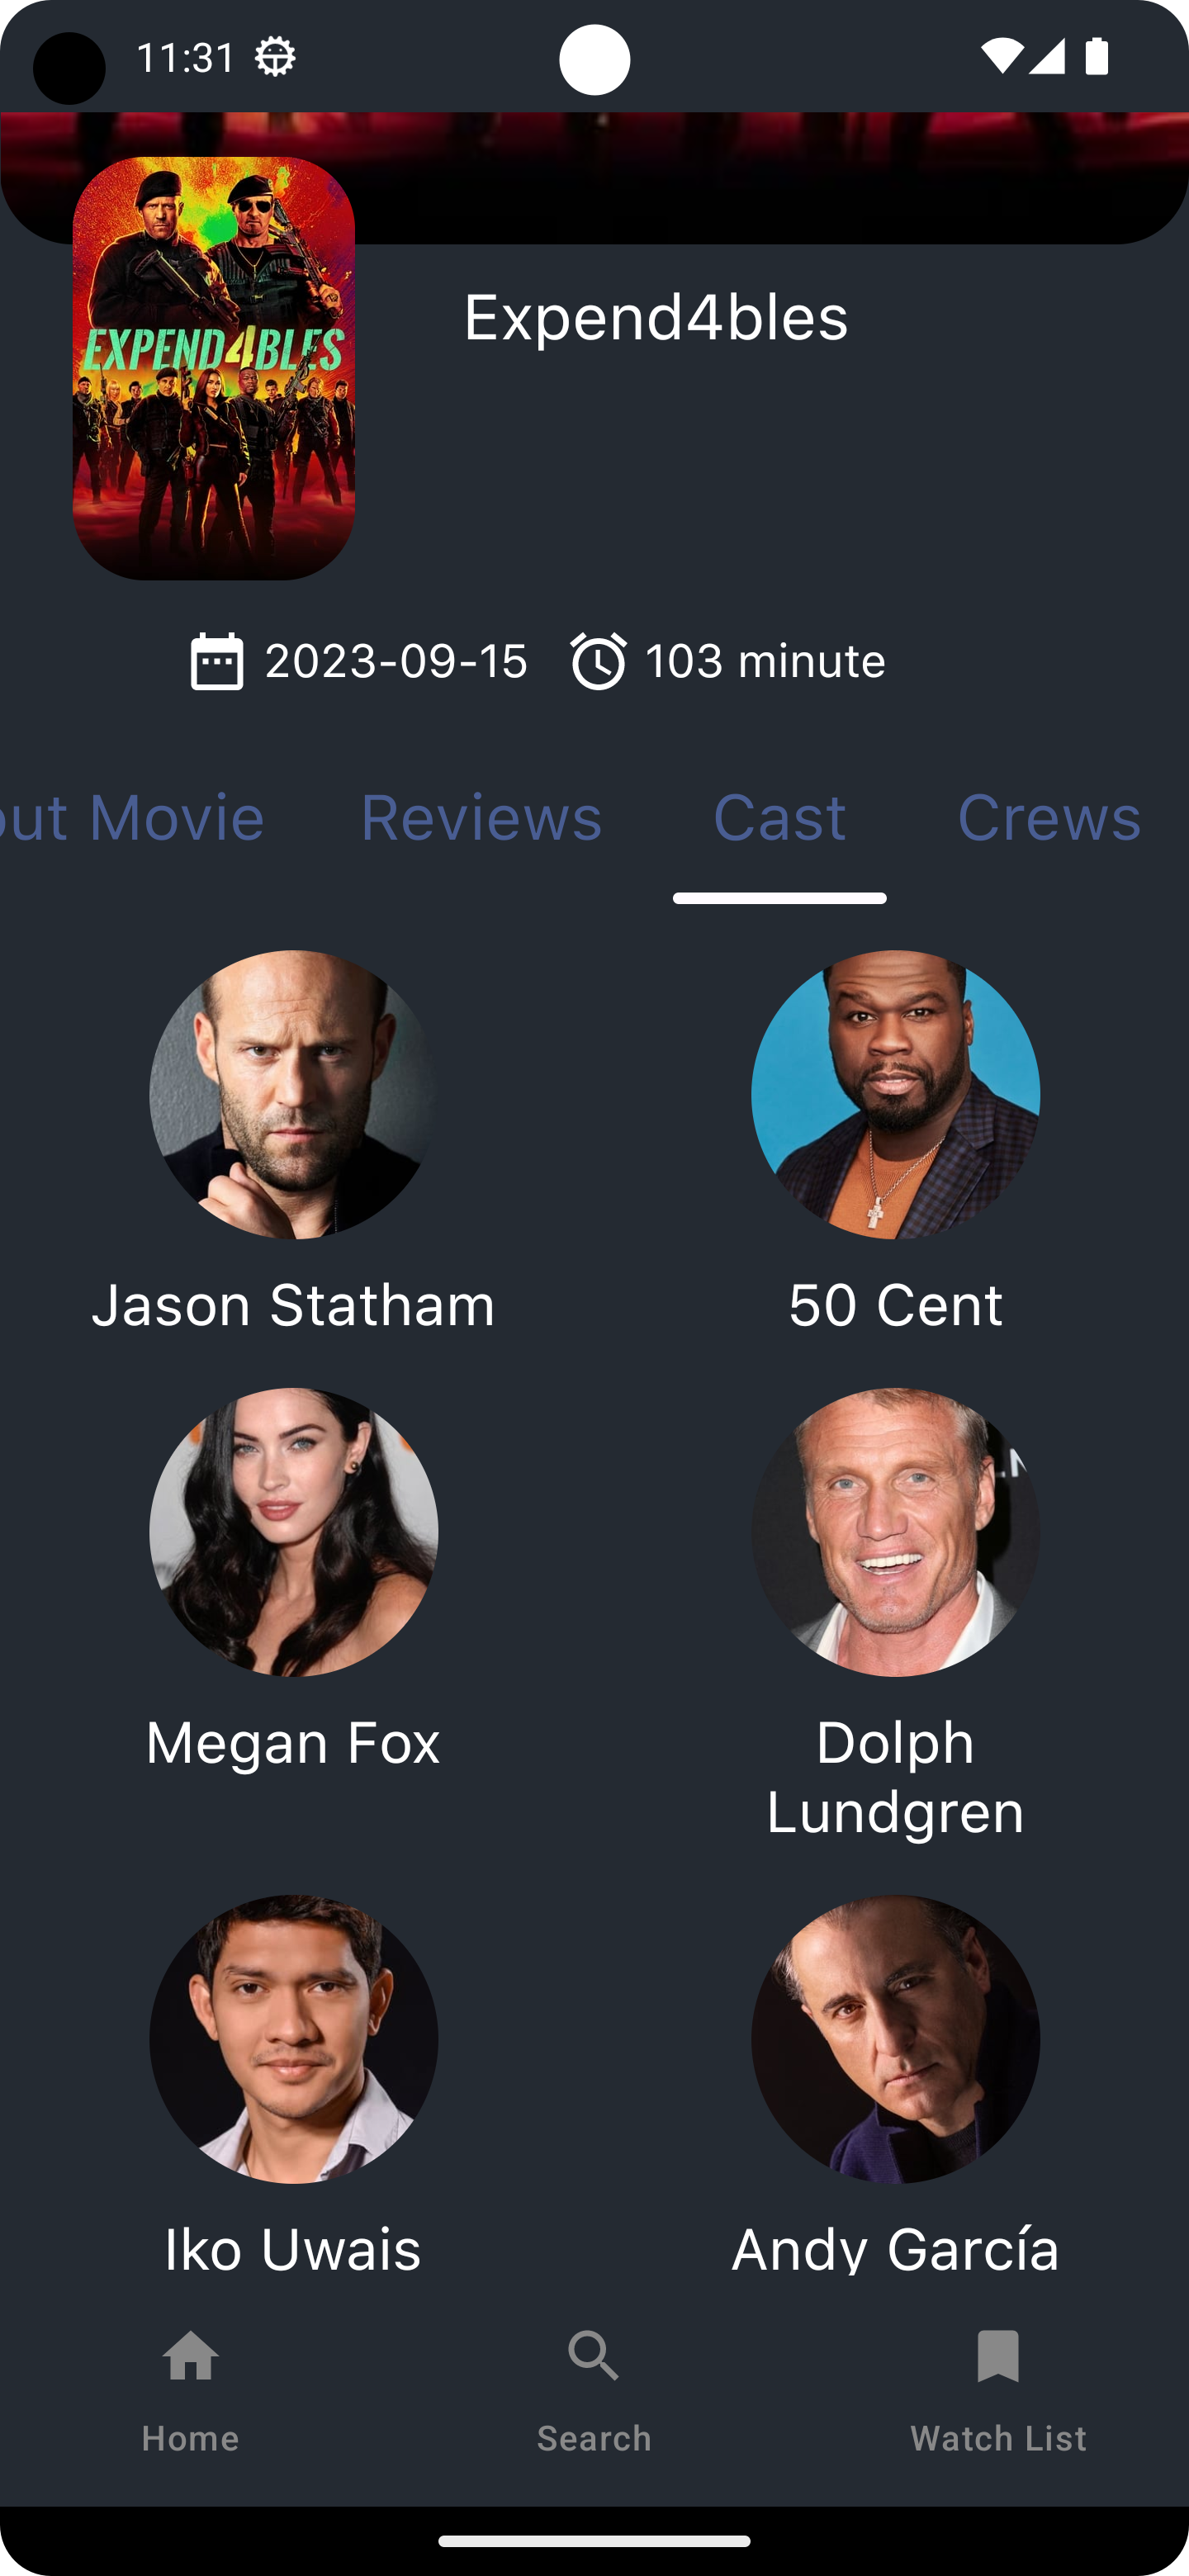 11:31
EXPEND4BLES
Expend4bles
2023-09-15 103 minute
out Movie Reviews Cast Crews
Jason Statham 50 Cent
Megan Fox Dolph
Lundgren
Iko Uwais Andy García
Home Search Watch List